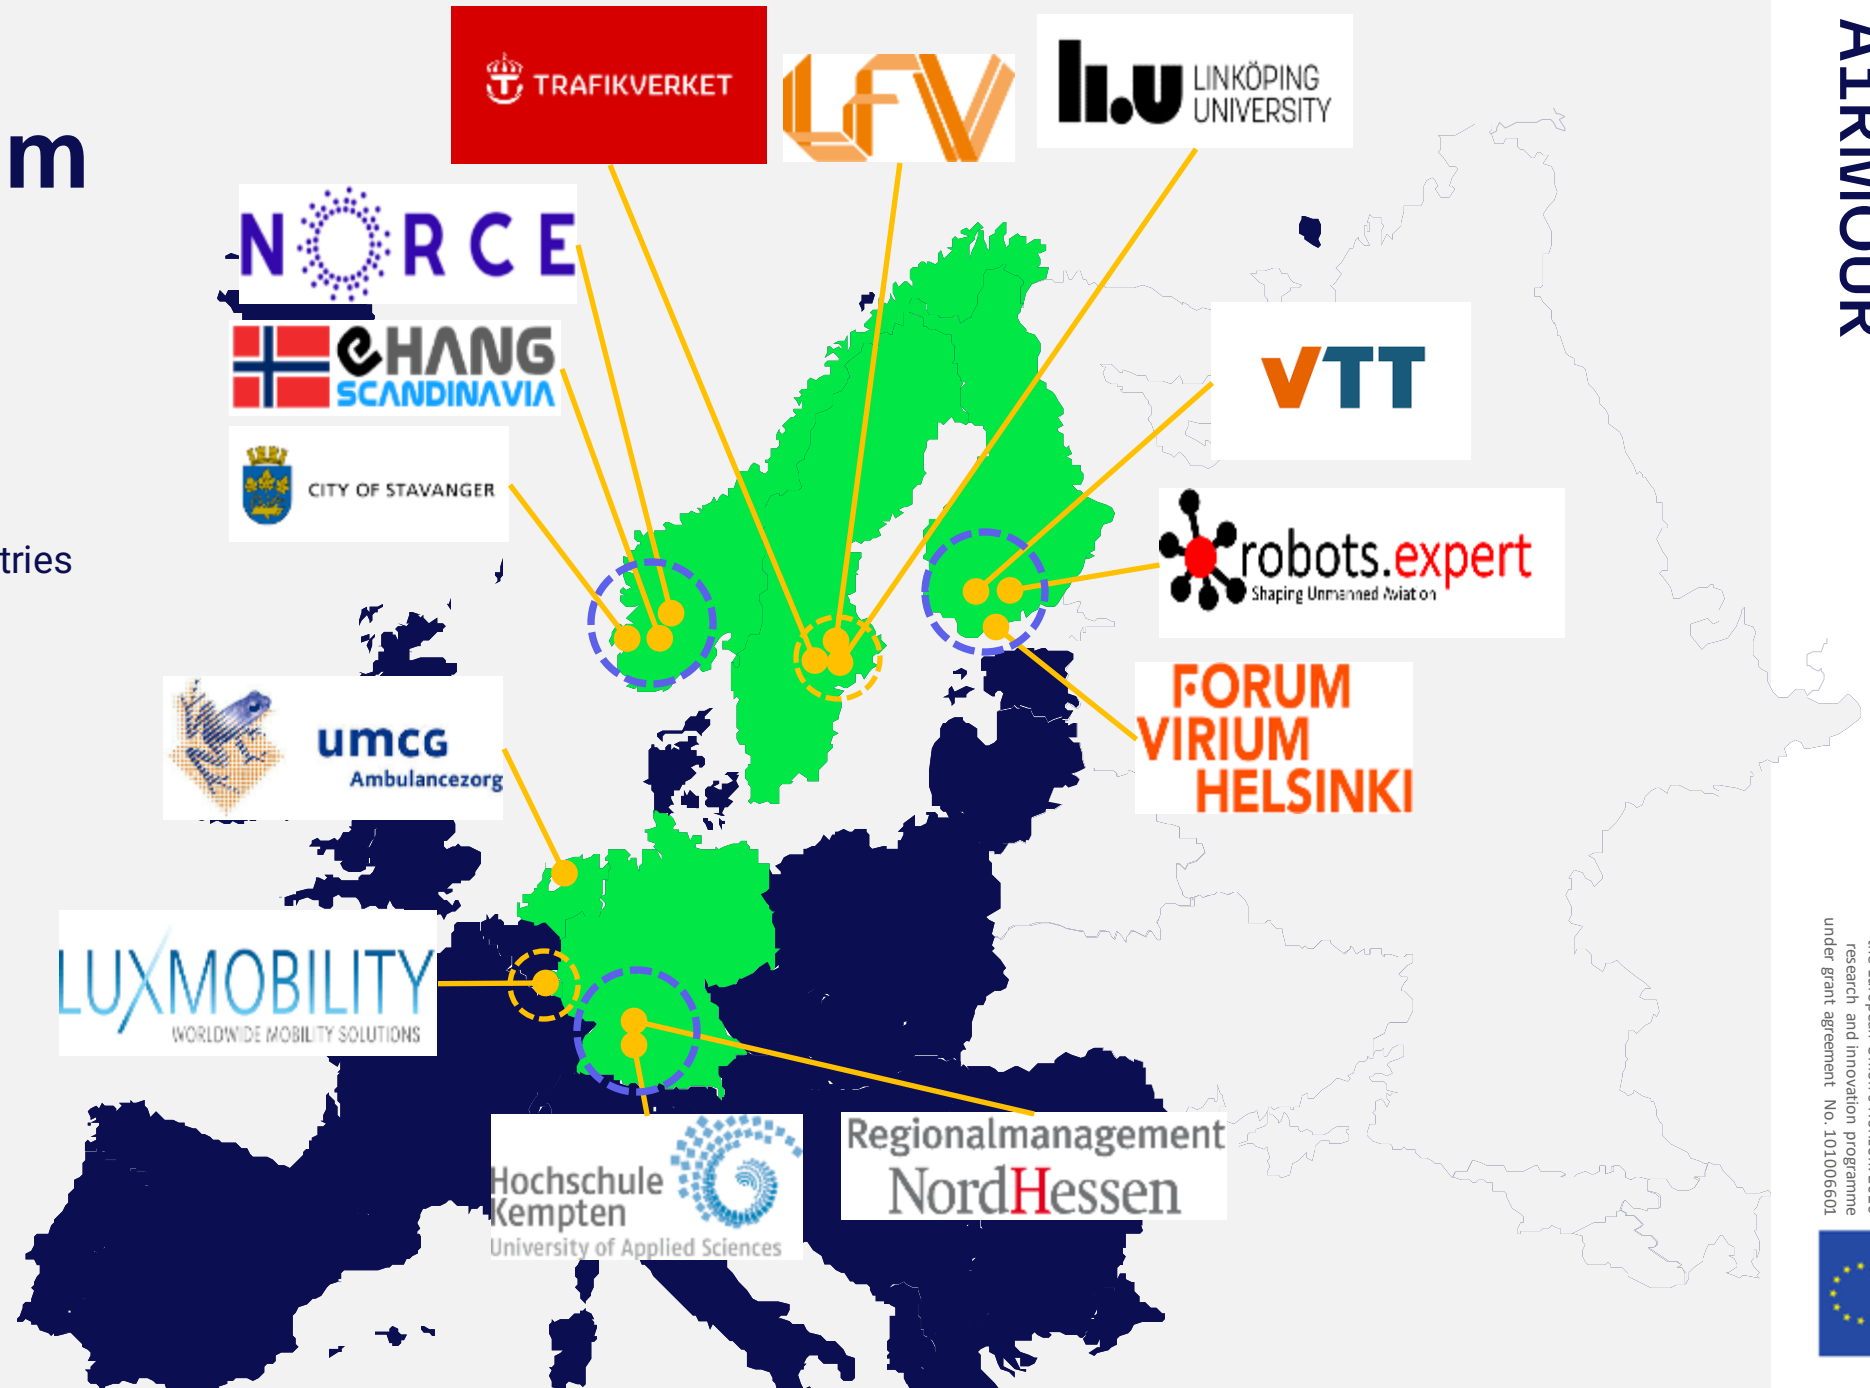 m
tries
TRAFIKVERKET
LFV
li.u LINKÖPING
UNIVERSITY
NORCE
eHANG
SCANDINAVIA
CITY OF STAVANGER
VTT
robots.expert
Shaping Unmanned Aviation
FORUM
VIRIUM
HELSINKI
umcg
Ambulancezorg
LUXMOBILITY
WORLDWIDE MOBILITY SOLUTIONS
Hochschule
Kempten
University of Applied Sciences
Regionalmanagement
NordHessen
AiRMOUR
research and innovation programme
under grant agreement No. 101006601